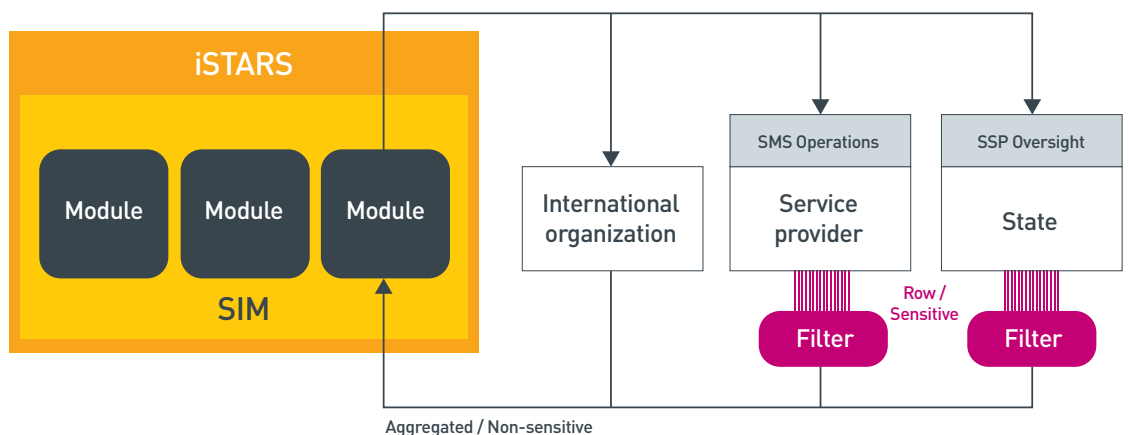 iSTARS
Module
Module
Module
SIM
International
organization
SMS Operations
Service
provider
SSP Oversight
State
Row /
Sensitive
Filter
Filter
Aggregated / Non-sensitive